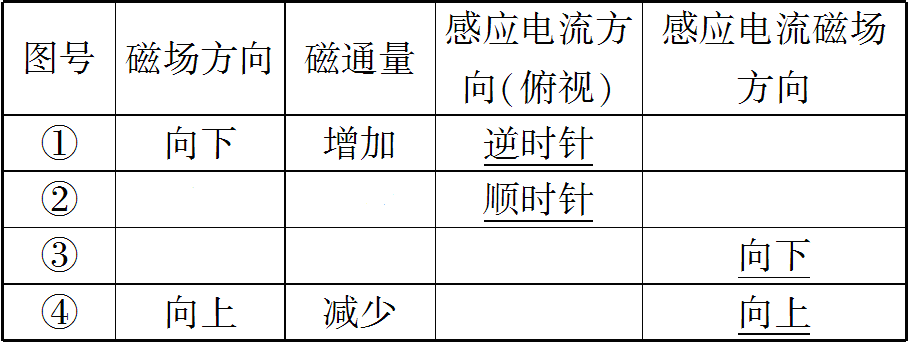 图号 磁场方向 磁通量 感应电流方向(俯视) 感应电流磁场方向
① 向下 增加 逆时针
② 顺时针
③ 向下
④ 向上 减少 向上